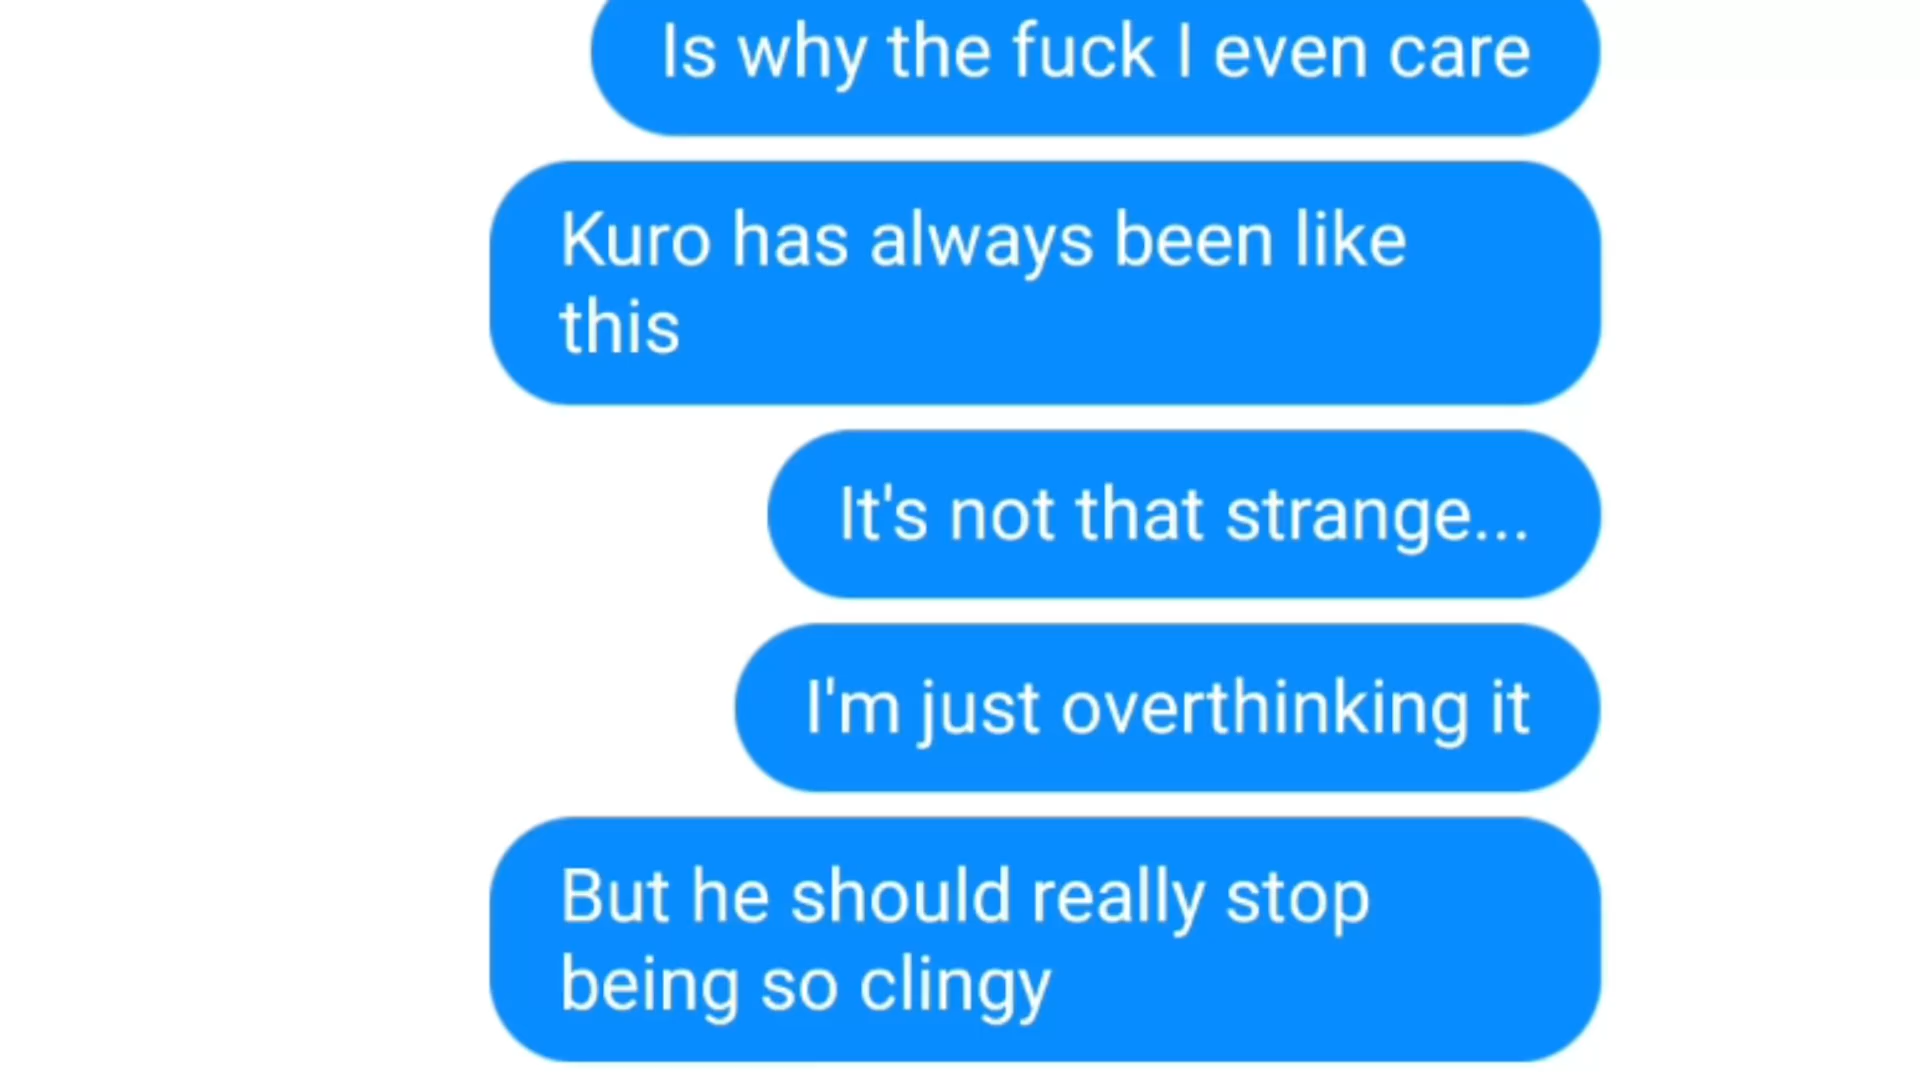 Is why the fuck I even care
Kuro has always been like
this
It's not that strange...
I'm just overthinking it
But he should really stop
being so clingy